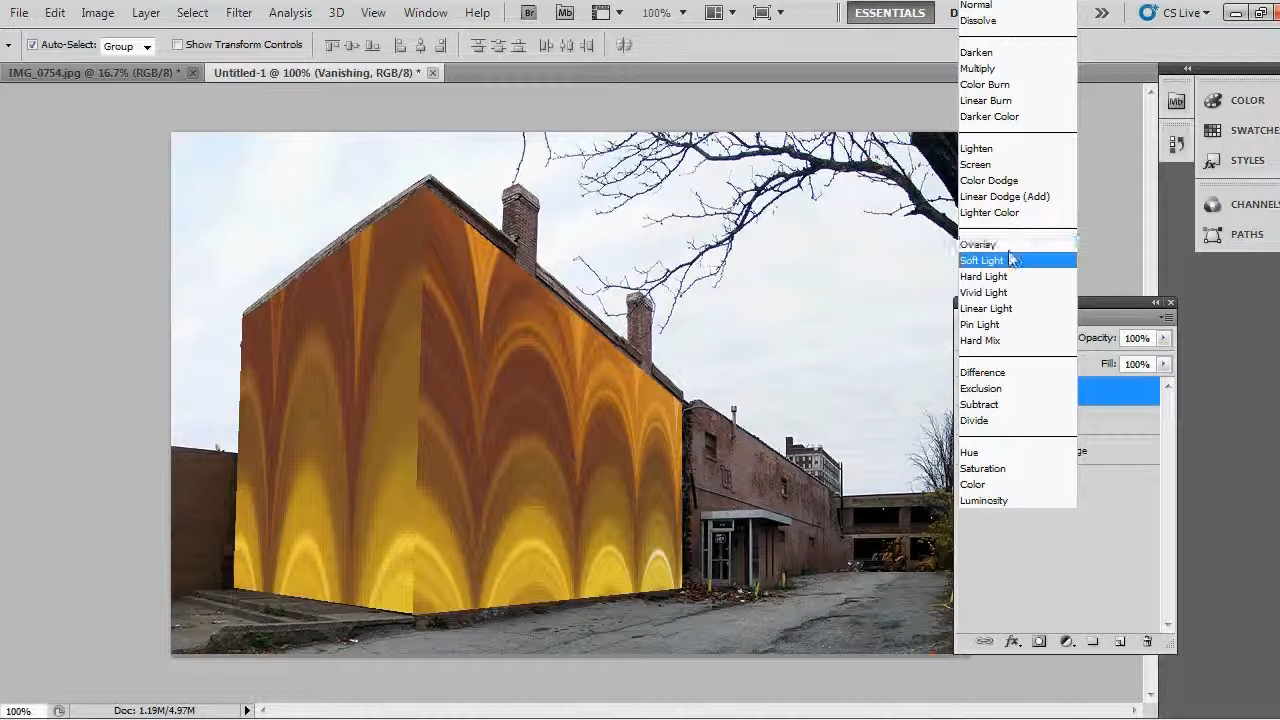 File Edit Image Layer Select Filter Analysis 3D View Window Help Br Mb 100% ESSENTIALS D CS Live
Auto-Select: Group Show Transform Controls
IMG_0754.jpg @ 16.7% (RGB/8) * Untitled-1 @ 100% (Vanishing, RGB/8) *
Normal
Dissolve
Darken
Multiply
Color Burn
Linear Burn
Darker Color
Lighten
Screen
Color Dodge
Linear Dodge (Add)
Lighter Color
Overlay
Soft Light
Hard Light
Vivid Light
Linear Light
Pin Light
Hard Mix
Difference
Exclusion
Subtract
Divide
Hue
Saturation
Color
Luminosity
Mb COLOR
SWATCHE
STYLES
CHANNEL
PATHS
Opacity: 100%
Fill: 100%
ge
fx
100% Doc: 1.19M/4.97M